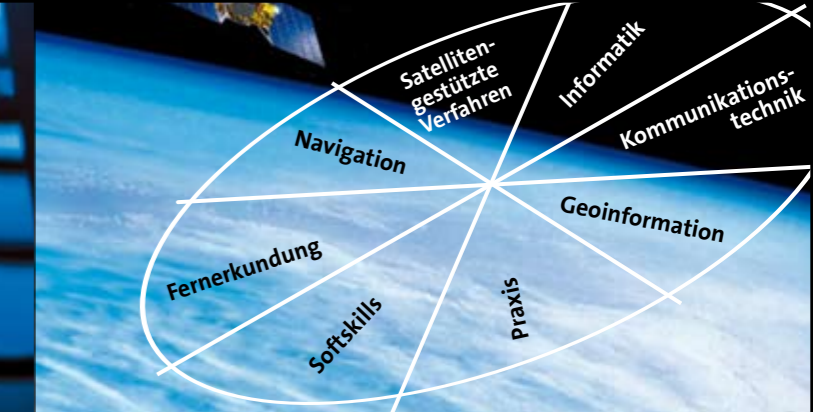 Satelliten-
gestützte
Verfahren
Informatik
Kommunikations-
technik
Navigation
Geoinformation
Fernerkundung
Softskills
Praxis